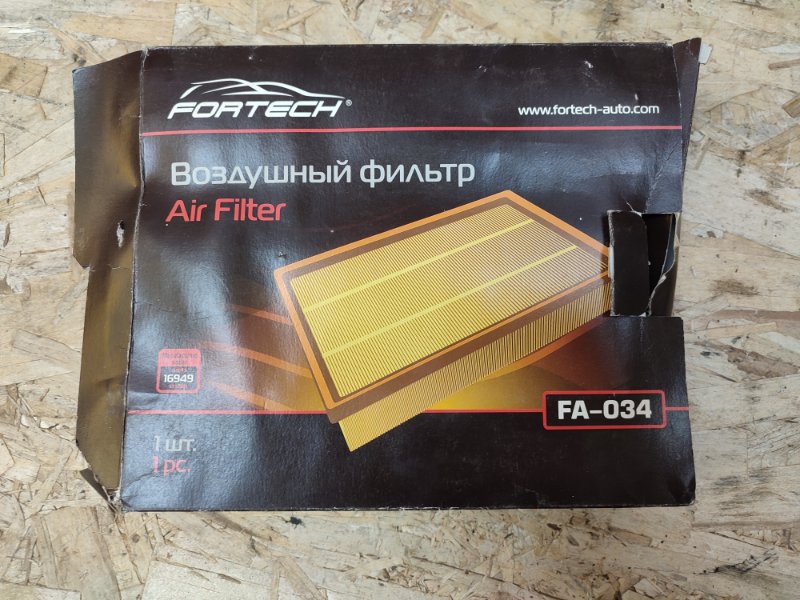 FORTECH®
www.fortech-auto.com
Воздушный фильтр
Air Filter
16949
FA-034
1 шт.
1 pc.